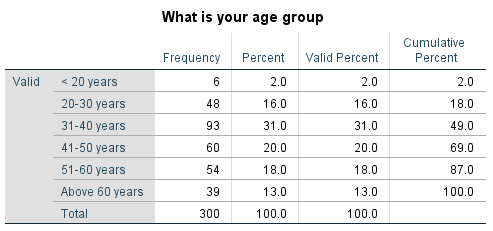 What is your age group
Frequency Percent Valid Percent Cumulative Percent
Valid < 20 years 6 2.0 2.0 2.0
20-30 years 48 16.0 16.0 18.0
31-40 years 93 31.0 31.0 49.0
41-50 years 60 20.0 20.0 69.0
51-60 years 54 18.0 18.0 87.0
Above 60 years 39 13.0 13.0 100.0
Total 300 100.0 100.0